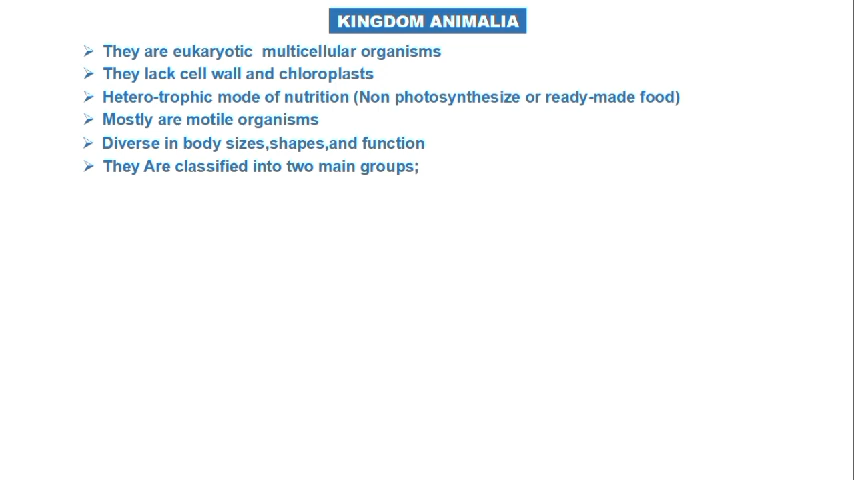 KINGDOM ANIMALIA
➢ They are eukaryotic  multicellular organisms
➢ They lack cell wall and chloroplasts
➢ Hetero-trophic mode of nutrition (Non photosynthesize or ready-made food)
➢ Mostly are motile organisms
➢ Diverse in body sizes,shapes,and function
➢ They Are classified into two main groups;